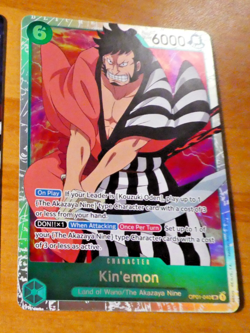 6
6000
On Play If your Leader is [Kouzuki Oden], play up to 1
[The Akazaya Nine] type Character card with a cost of 3
or less from your hand.
DON!!×1 When Attacking Once Per Turn Set up to 1 of
your [The Akazaya Nine] type Character cards with a cost of 3
or less as active.
CHARACTER
Kin'emon
Land of Wano/The Akazaya Nine